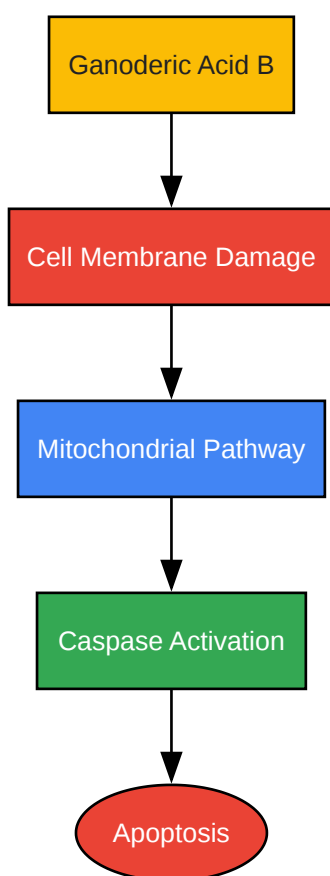 Ganoderic Acid B
Cell Membrane Damage
Mitochondrial Pathway
Caspase Activation
Apoptosis